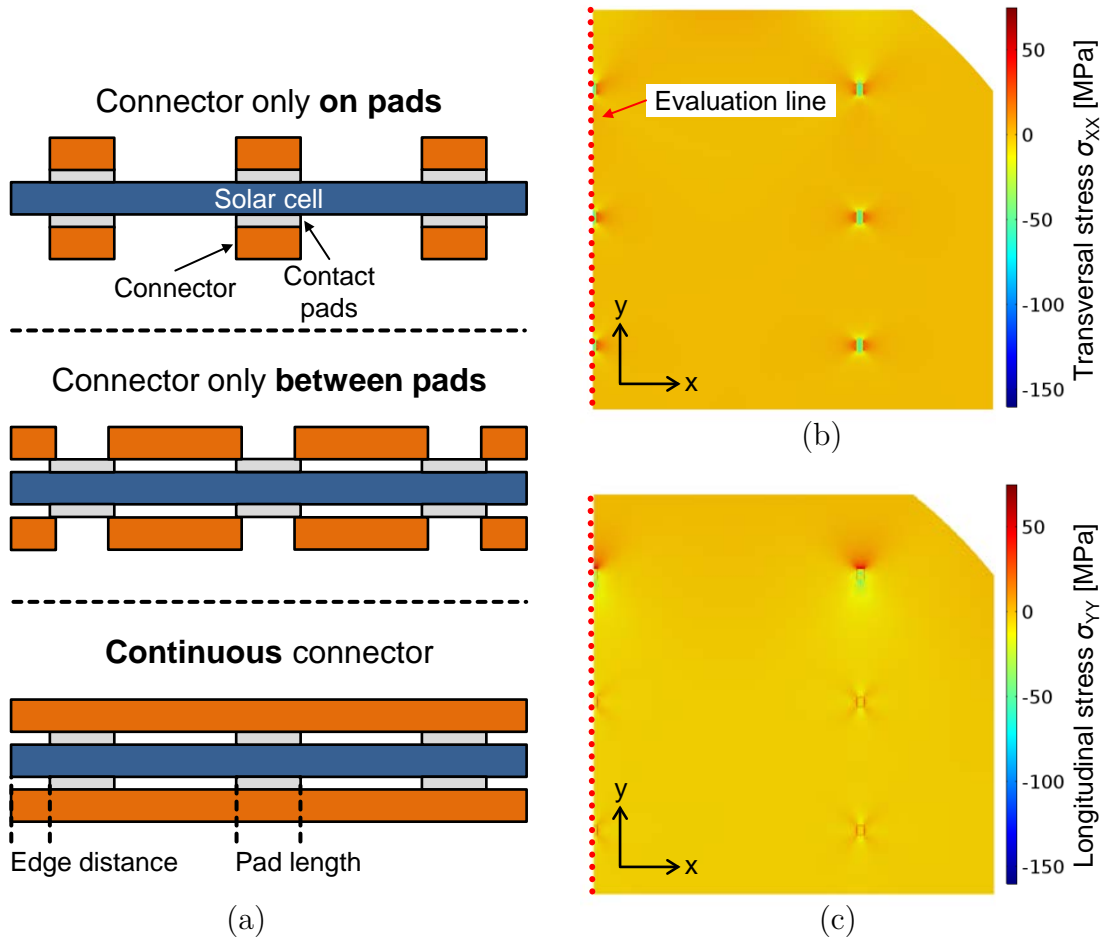 Connector only on pads
Solar cell
Connector
Contact
pads
Connector only between pads
Continuous connector
Edge distance
Pad length
(a)
Evaluation line
y
x
50
0
-50
-100
-150
Transversal stress σXX [MPa]
(b)
y
x
50
0
-50
-100
-150
Longitudinal stress σYY [MPa]
(c)